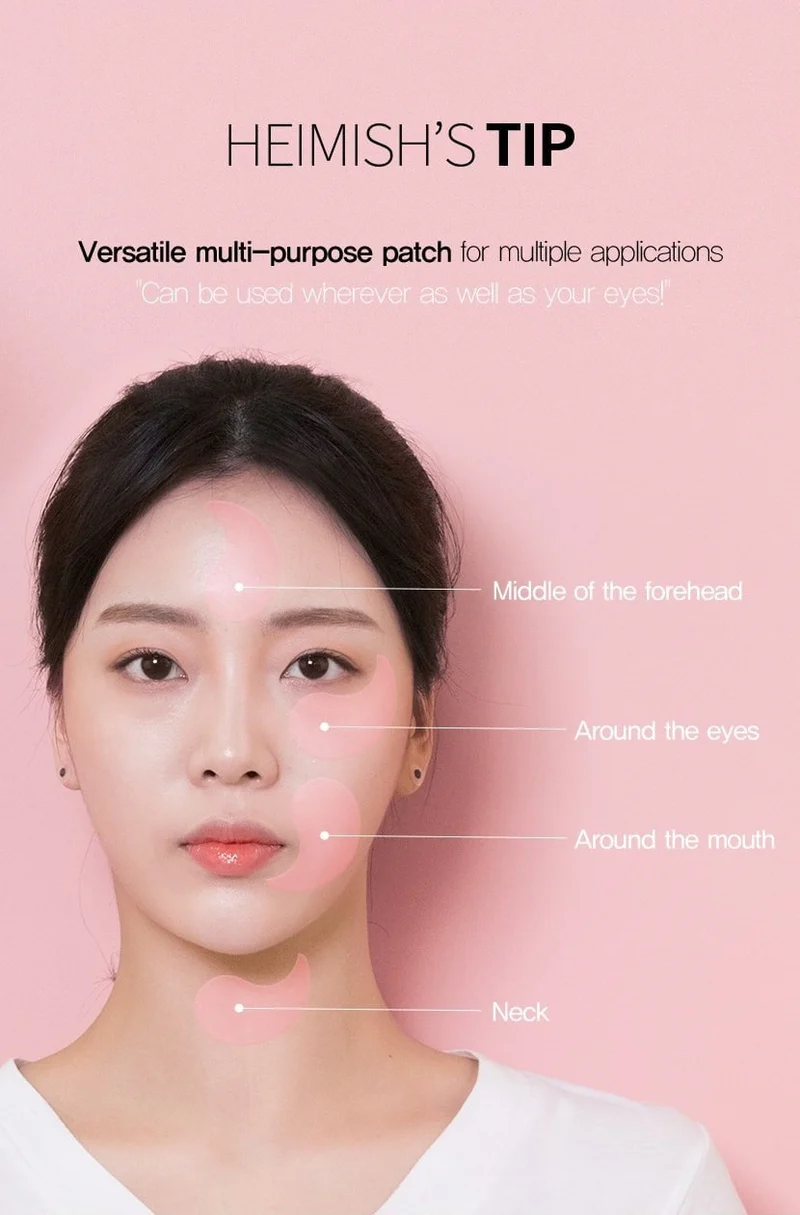 HEIMISH'S TIP
Versatile multi-purpose patch for multiple applications
"Can be used wherever as well as your eyes!"
Middle of the forehead
Around the eyes
Around the mouth
Neck